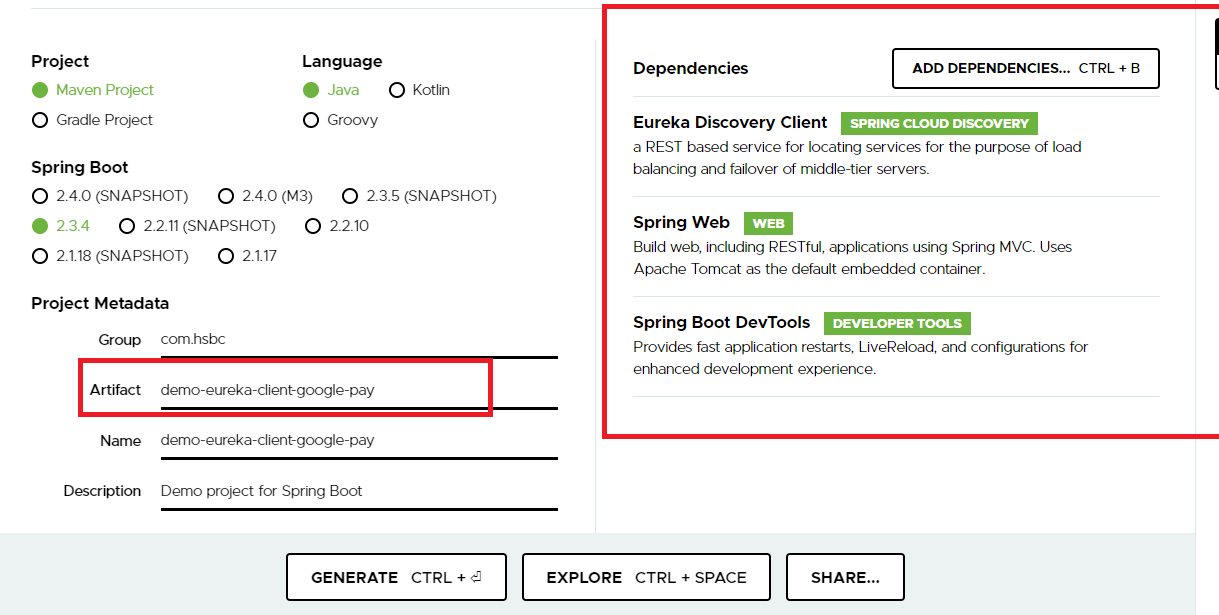 Project
Language
Maven Project
Java
Kotlin
Gradle Project
Groovy
Spring Boot
2.4.0 (SNAPSHOT)
2.4.0 (M3)
2.3.5 (SNAPSHOT)
2.3.4
2.2.11 (SNAPSHOT)
2.2.10
2.1.18 (SNAPSHOT)
2.1.17
Project Metadata
Group com.hsbc
Artifact demo-eureka-client-google-pay
Name demo-eureka-client-google-pay
Description Demo project for Spring Boot
Dependencies
ADD DEPENDENCIES... CTRL + B
Eureka Discovery Client SPRING CLOUD DISCOVERY
a REST based service for locating services for the purpose of load
balancing and failover of middle-tier servers.
Spring Web WEB
Build web, including RESTful, applications using Spring MVC. Uses
Apache Tomcat as the default embedded container.
Spring Boot DevTools DEVELOPER TOOLS
Provides fast application restarts, LiveReload, and configurations for
enhanced development experience.
GENERATE CTRL + ⏎
EXPLORE CTRL + SPACE
SHARE...